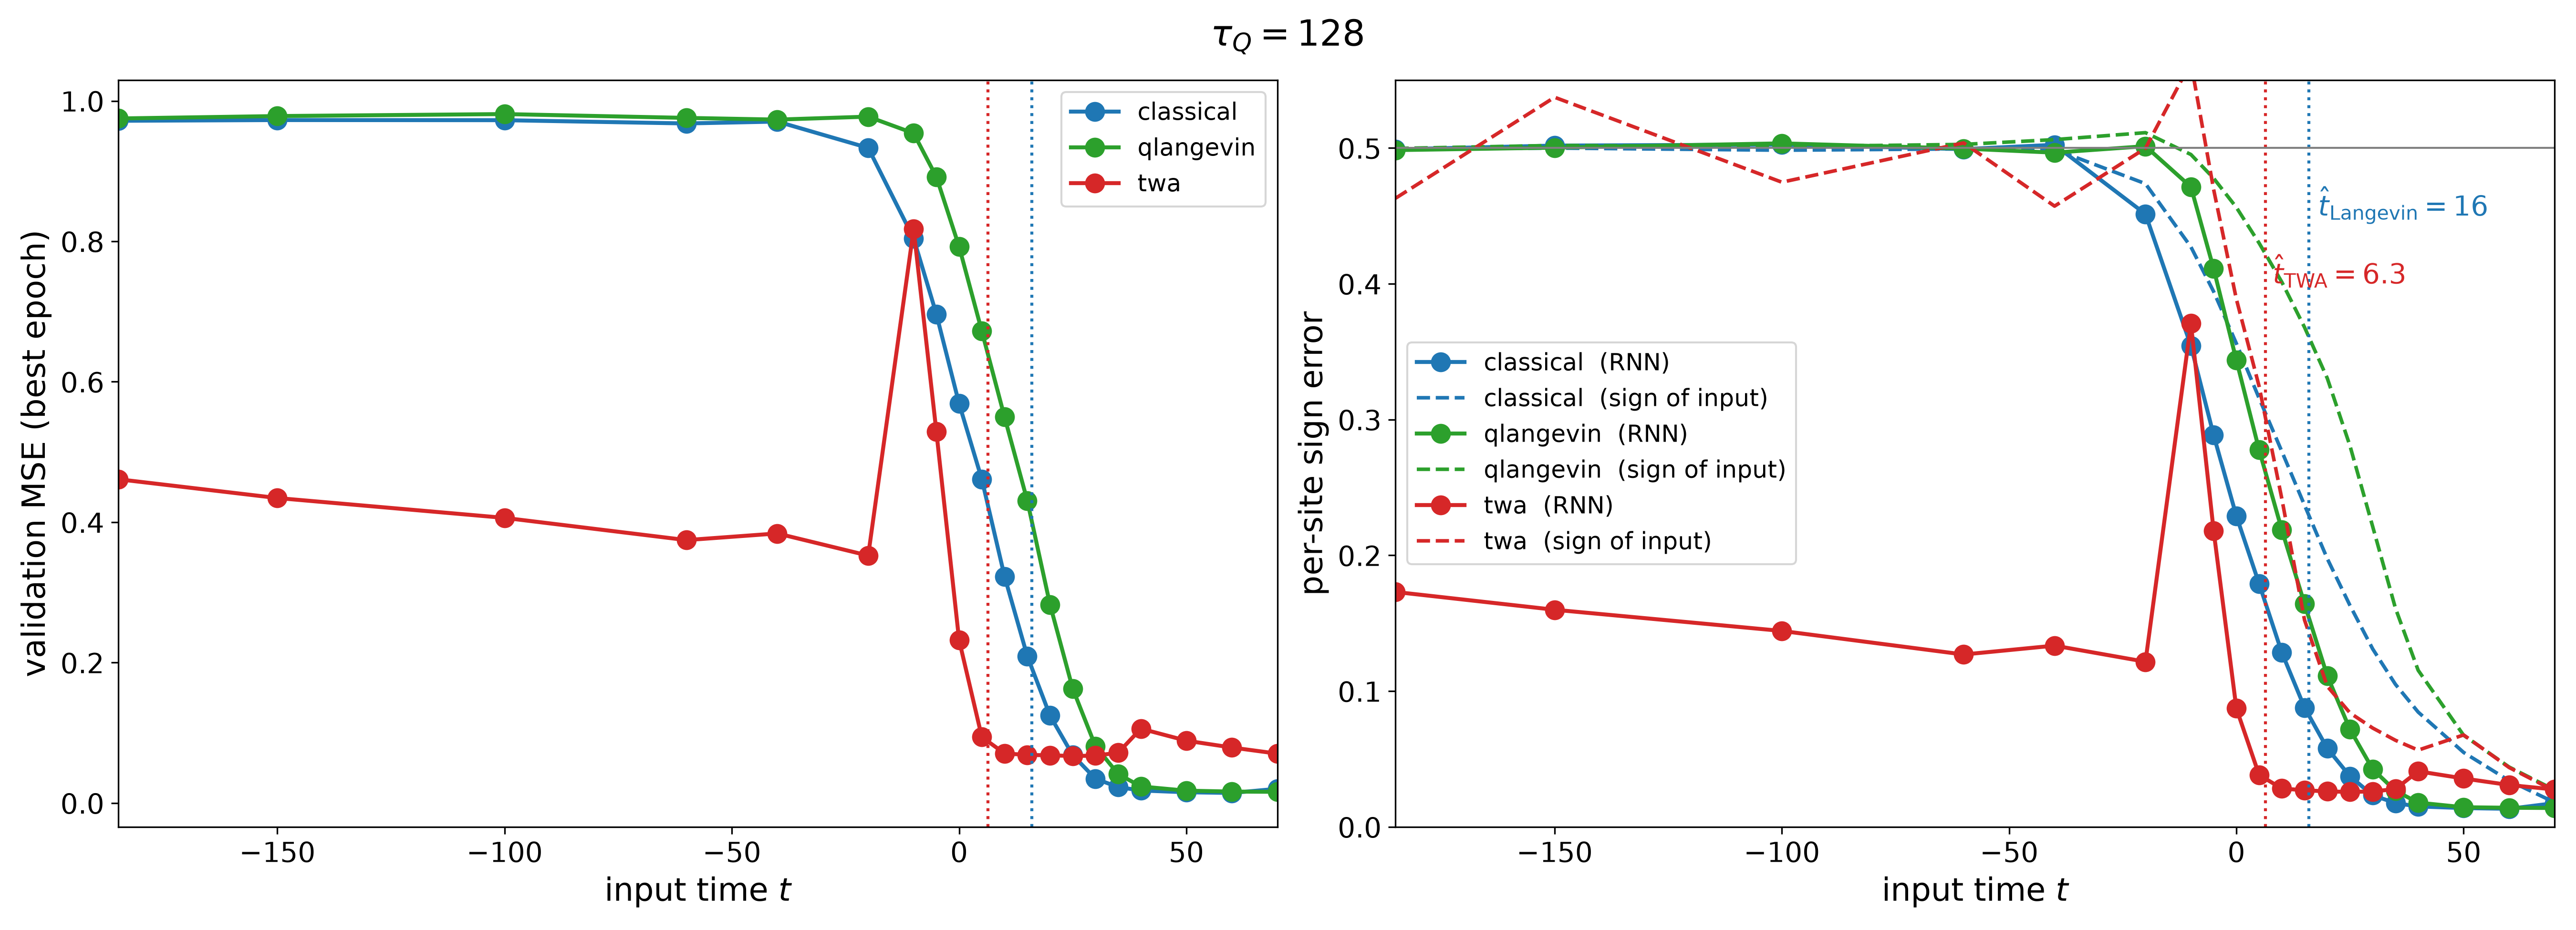 τ_Q = 128
validation MSE (best epoch)
1.0
0.8
0.6
0.4
0.2
0.0
−150
−100
−50
0
50
input time t
classical
qlangevin
twa
per-site sign error
0.5
0.4
0.3
0.2
0.1
0.0
−150
−100
−50
0
50
input time t
t̂_Langevin = 16
t̂_TWA = 6.3
classical (RNN)
classical (sign of input)
qlangevin (RNN)
qlangevin (sign of input)
twa (RNN)
twa (sign of input)